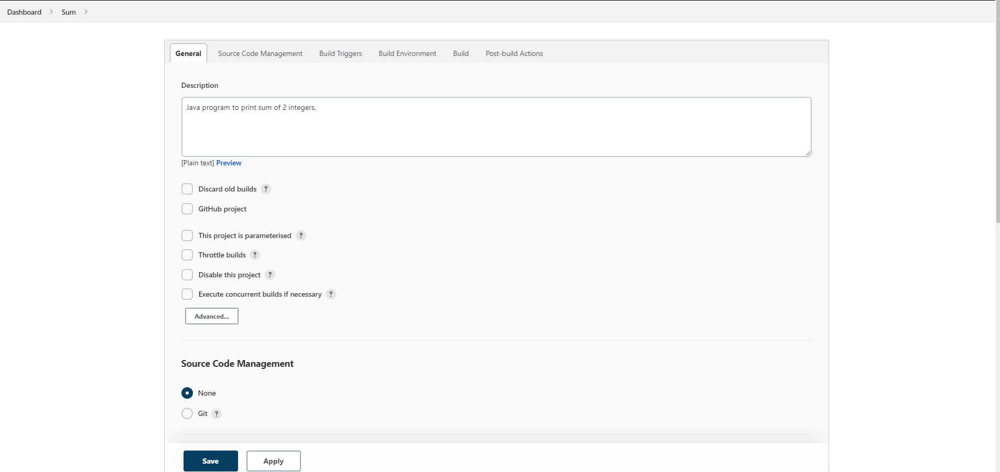 Dashboard > Sum >
General Source Code Management Build Triggers Build Environment Build Post-build Actions
Description
Java program to print sum of 2 integers.
[Plain text] Preview
Discard old builds ?
GitHub project
This project is parameterised ?
Throttle builds ?
Disable this project ?
Execute concurrent builds if necessary ?
Advanced...
Source Code Management
None
Git ?
Save Apply